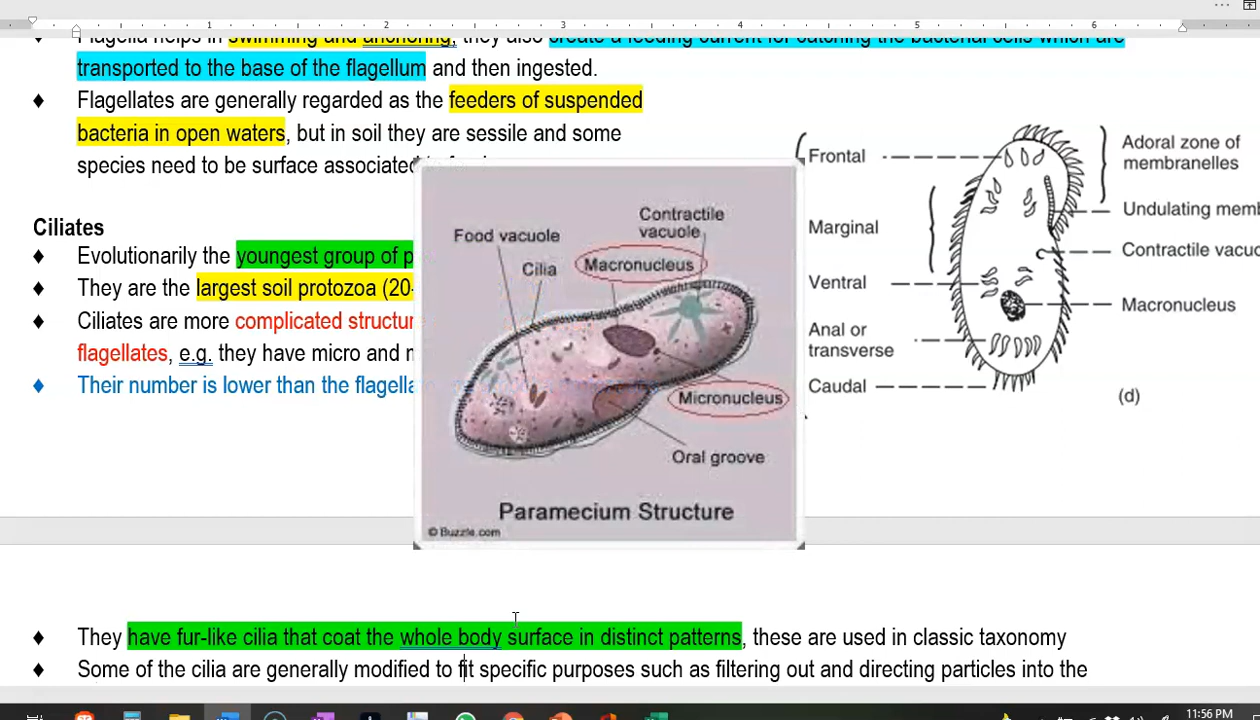 1 2 3 4 5 6
Flagella helps in swimming and anchoring, they also create a feeding current for catching the bacterial cells which are
transported to the base of the flagellum and then ingested.
♦ Flagellates are generally regarded as the feeders of suspended
bacteria in open waters, but in soil they are sessile and some
species need to be surface associated
Ciliates
♦ Evolutionarily the youngest group of p
♦ They are the largest soil protozoa (20-
♦ Ciliates are more complicated structur
flagellates, e.g. they have micro and m
♦ Their number is lower than the flagella
Contractile
vacuole
Food vacuole
Macronucleus
Cilia
Micronucleus
Oral groove
Paramecium Structure
© Buzzle.com
Frontal
Marginal
Ventral
Anal or
transverse
Caudal
Adoral zone of
membranelles
Undulating mem
Contractile vacuo
Macronucleus
(d)
♦ They have fur-like cilia that coat the whole body surface in distinct patterns, these are used in classic taxonomy
♦ Some of the cilia are generally modified to fit specific purposes such as filtering out and directing particles into the
11:56 PM